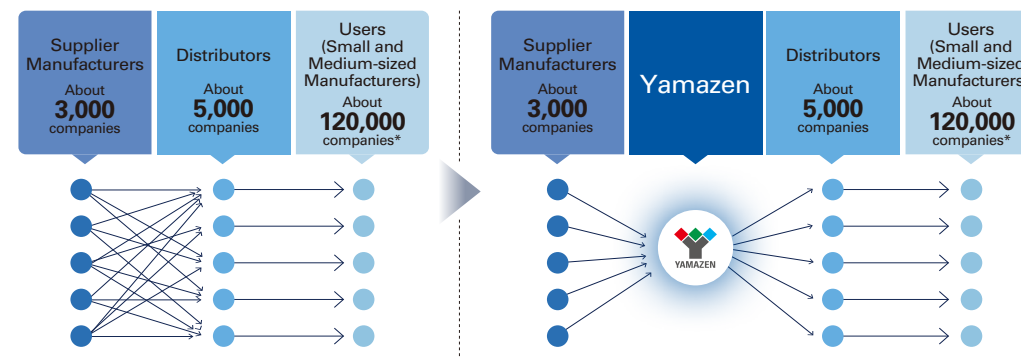 Supplier
Manufacturers
About
3,000
companies
Distributors
About
5,000
companies
Users
(Small and
Medium-sized
Manufacturers)
About
120,000
companies*
Supplier
Manufacturers
About
3,000
companies
Yamazen
Distributors
About
5,000
companies
Users
(Small and
Medium-sized
Manufacturers
About
120,000
companies*
YAMAZEN